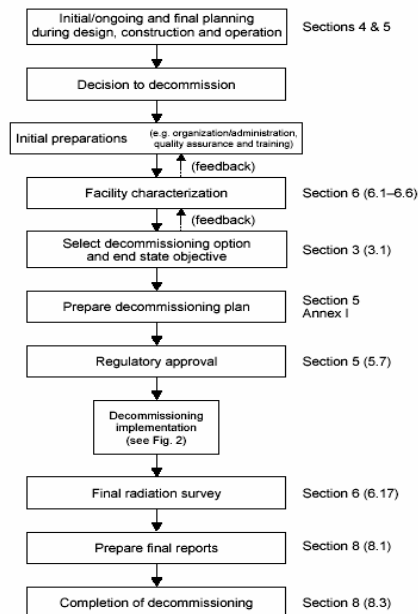 Initial/ongoing and final planning
during design, construction and operation
Sections 4 & 5
Decision to decommission
Initial preparations
(e.g. organization/administration,
quality assurance and training)
(feedback)
Facility characterization
Section 6 (6.1–6.6)
(feedback)
Select decommissioning option
and end state objective
Section 3 (3.1)
Prepare decommissioning plan
Section 5
Annex I
Regulatory approval
Section 5 (5.7)
Decommissioning
implementation
(see Fig. 2)
Final radiation survey
Section 6 (6.17)
Prepare final reports
Section 8 (8.1)
Completion of decommissioning
Section 8 (8.3)